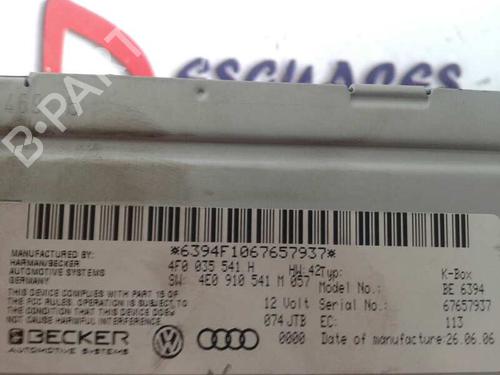 DESGUACES
B-PARTS
*6394F1067657937*
MANUFACTURED BY:
HARMAN/BECKER
AUTOMOTIVE SYSTEMS
GERMANY
4F0 035 541 H HW:42 Typ: K-Box
SW: 4E0 910 541 M 057 Model No.: BE 6394
THIS DEVICE COMPLIES WITH PART 15 OF
THE FCC RULES, OPERATION IS SUBJECT TO
THE CONDITION THAT THIS DEVICE DOES
NOT CAUSE HARMFUL INTERFERENCE
12 Volt Serial No.: 67657937
074 JTB EC: 113
0000 Date of manufacture: 26.06.06
BECKER
AUTOMOTIVE SYSTEMS